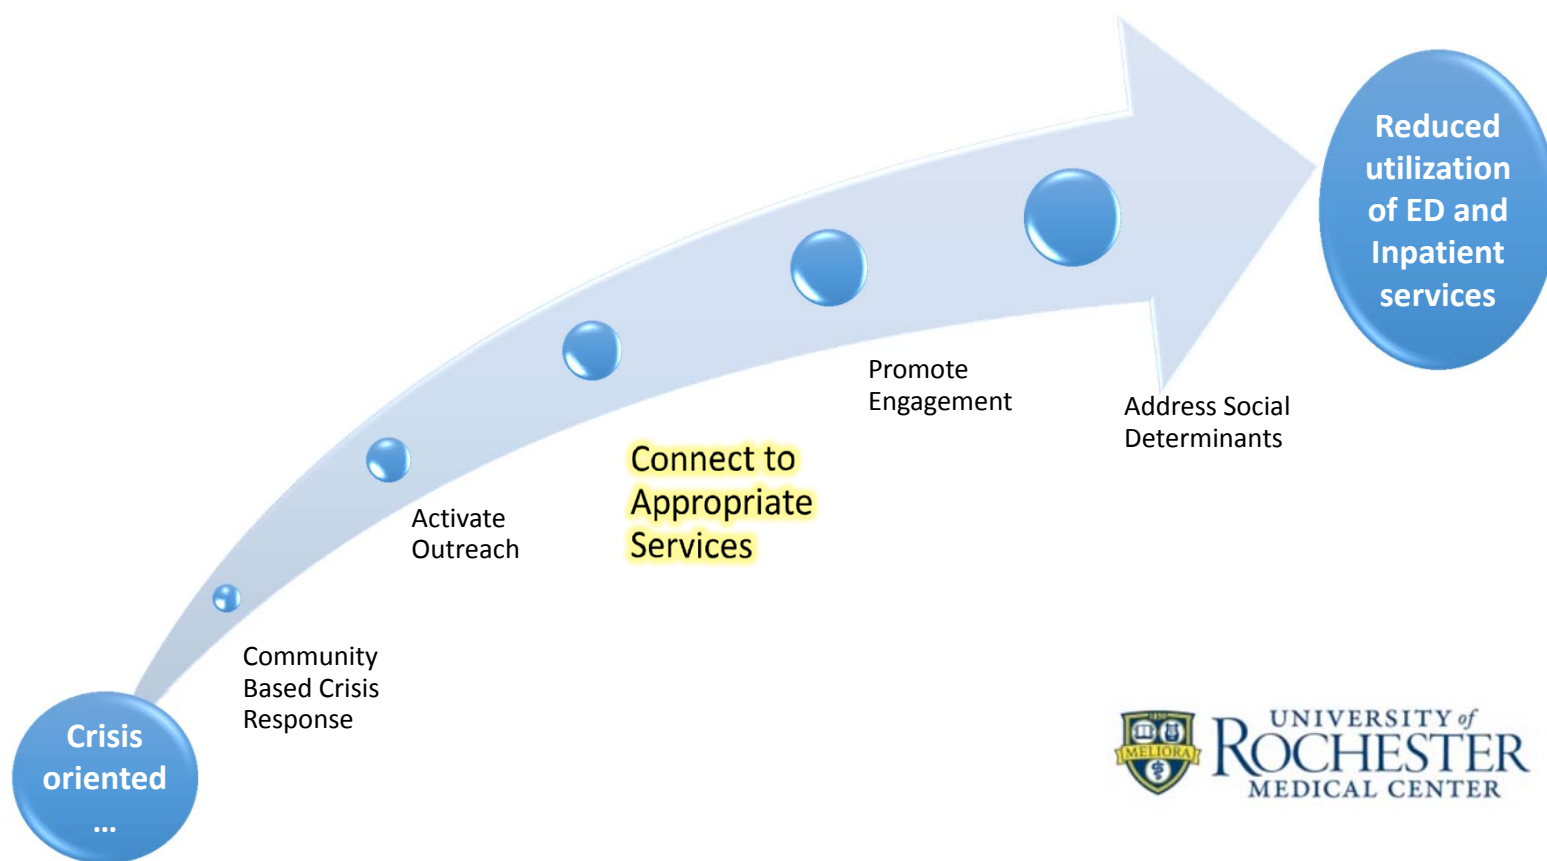 Crisis
oriented
...
Community
Based Crisis
Response
Activate
Outreach
Connect to
Appropriate
Services
Promote
Engagement
Address Social
Determinants
Reduced
utilization
of ED and
Inpatient
services
MELIORA
UNIVERSITY of
ROCHESTER
MEDICAL CENTER